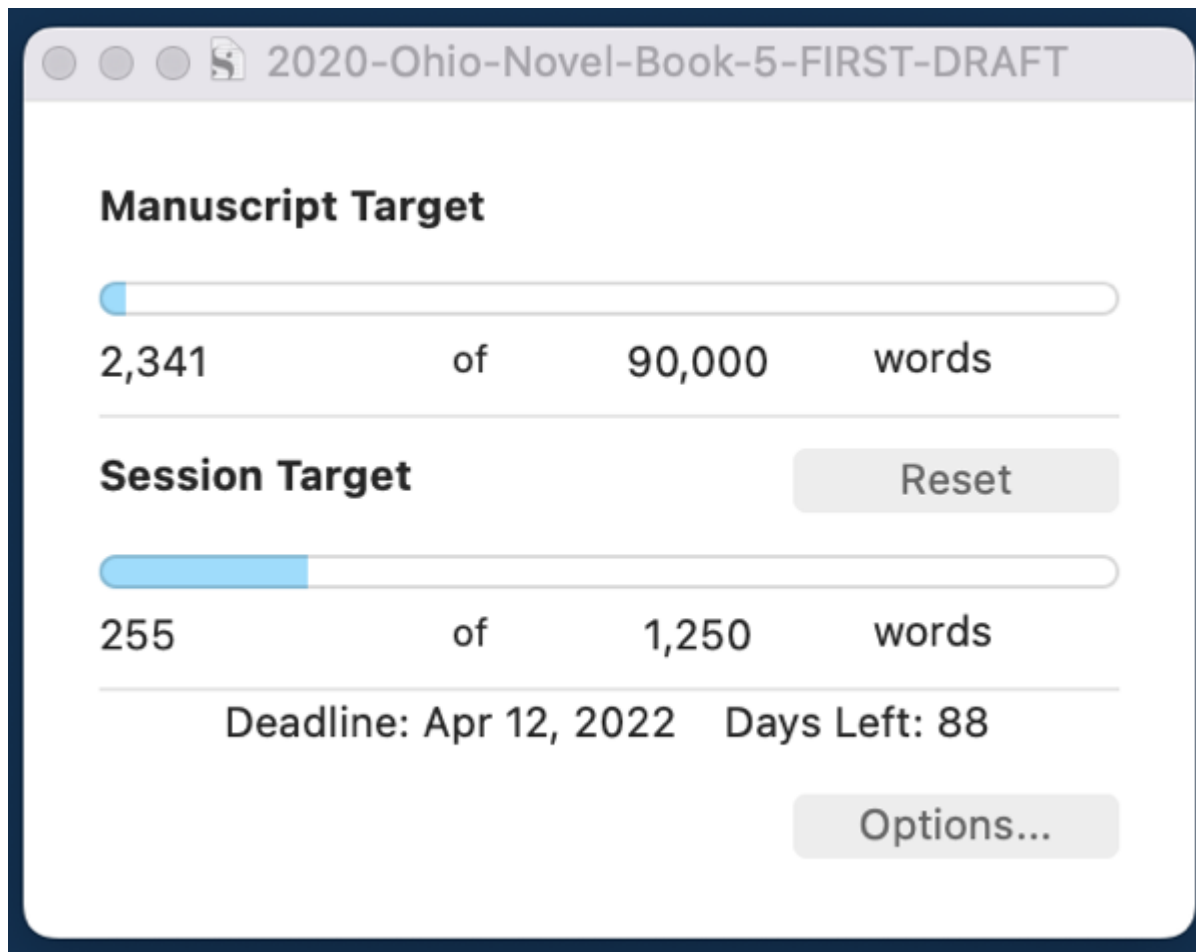 2020-Ohio-Novel-Book-5-FIRST-DRAFT
Manuscript Target
2,341 of 90,000 words
Session Target Reset
255 of 1,250 words
Deadline: Apr 12, 2022 Days Left: 88
Options...